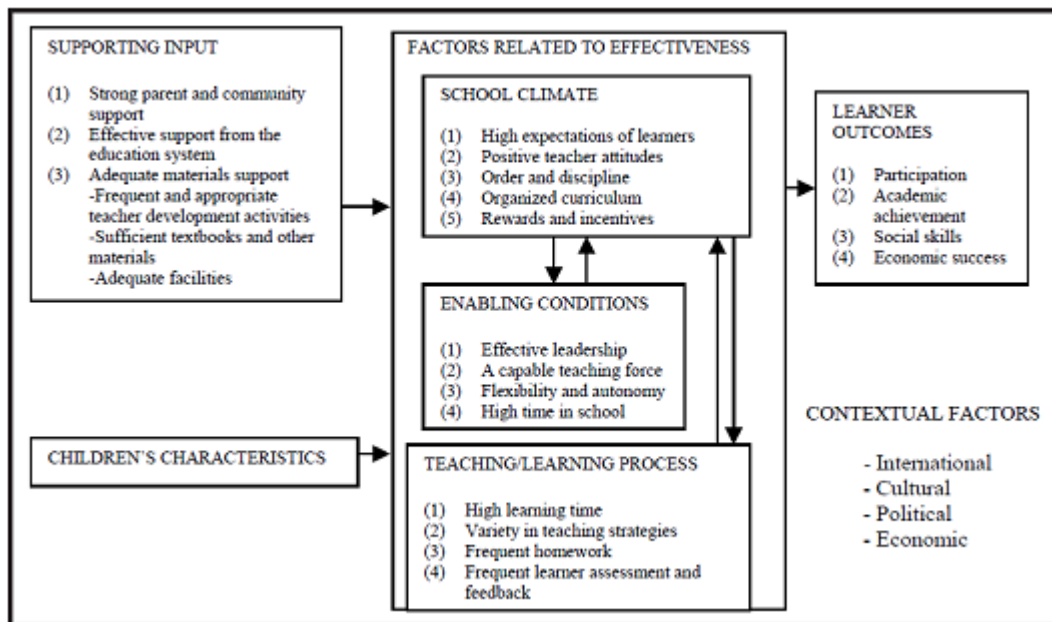 SUPPORTING INPUT
(1) Strong parent and community
support
(2) Effective support from the
education system
(3) Adequate materials support
-Frequent and appropriate
teacher development activities
-Sufficient textbooks and other
materials
-Adequate facilities
CHILDREN'S CHARACTERISTICS
FACTORS RELATED TO EFFECTIVENESS
SCHOOL CLIMATE
(1) High expectations of learners
(2) Positive teacher attitudes
(3) Order and discipline
(4) Organized curriculum
(5) Rewards and incentives
ENABLING CONDITIONS
(1) Effective leadership
(2) A capable teaching force
(3) Flexibility and autonomy
(4) High time in school
TEACHING/LEARNING PROCESS
(1) High learning time
(2) Variety in teaching strategies
(3) Frequent homework
(4) Frequent learner assessment and
feedback
LEARNER
OUTCOMES
(1) Participation
(2) Academic
achievement
(3) Social skills
(4) Economic success
CONTEXTUAL FACTORS
- International
- Cultural
- Political
- Economic